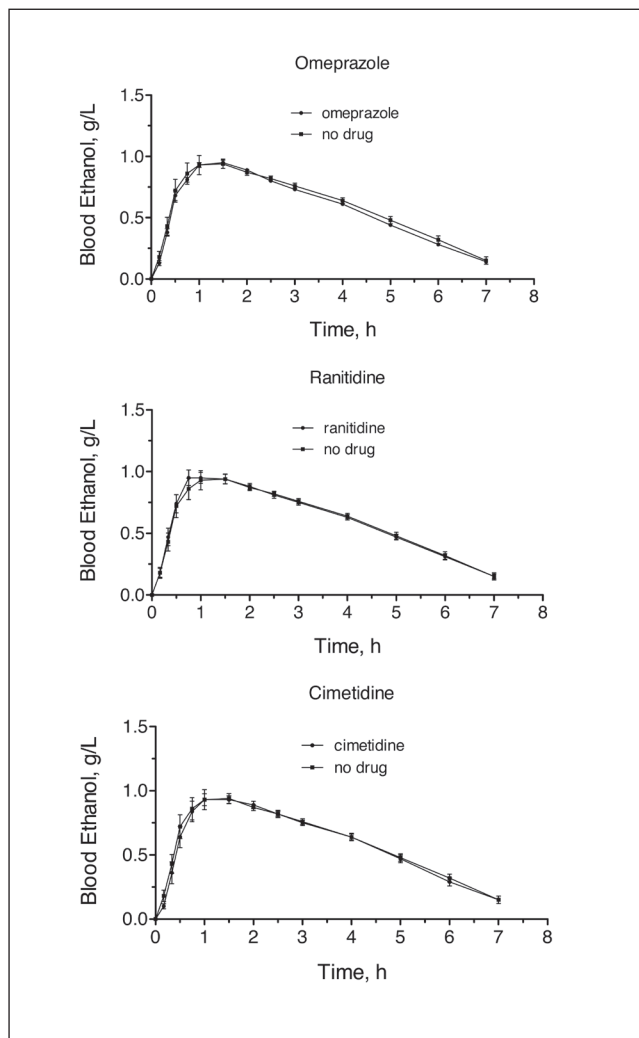 Omeprazole
1.5
1.0
0.5
0.0
Blood Ethanol, g/L
omeprazole
no drug
0 1 2 3 4 5 6 7 8
Time, h
Ranitidine
1.5
1.0
0.5
0.0
Blood Ethanol, g/L
ranitidine
no drug
0 1 2 3 4 5 6 7 8
Time, h
Cimetidine
1.5
1.0
0.5
0.0
Blood Ethanol, g/L
cimetidine
no drug
0 1 2 3 4 5 6 7 8
Time, h